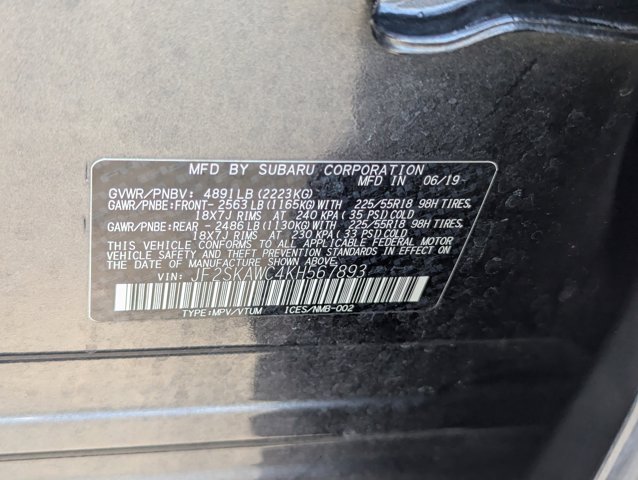 MFD BY SUBARU CORPORATION
MFD IN 06/19
GVWR/PNBV: 4891LB (2223KG)
GAWR/PNBE:FRONT-2563LB(1165KG)WITH 225/55R18 98H TIRES
18X7J RIMS AT 240 KPA(35 PSI)COLD
GAWR/PNBE:REAR -2486LB(1130KG)WITH 225/55R18 98H TIRES
18X7J RIMS AT 230 KPA(33 PSI)COLD
THIS VEHICLE CONFORMS TO ALL APPLICABLE FEDERAL MOTOR
VEHICLE SAFETY AND THEFT PREVENTION STANDARDS IN EFFECT
ON THE DATE OF MANUFACTURE SHOWN ABOVE.
VIN: JF2SKAWC4KH567893
TYPE:MPV/VTUM ICES/NMB-002